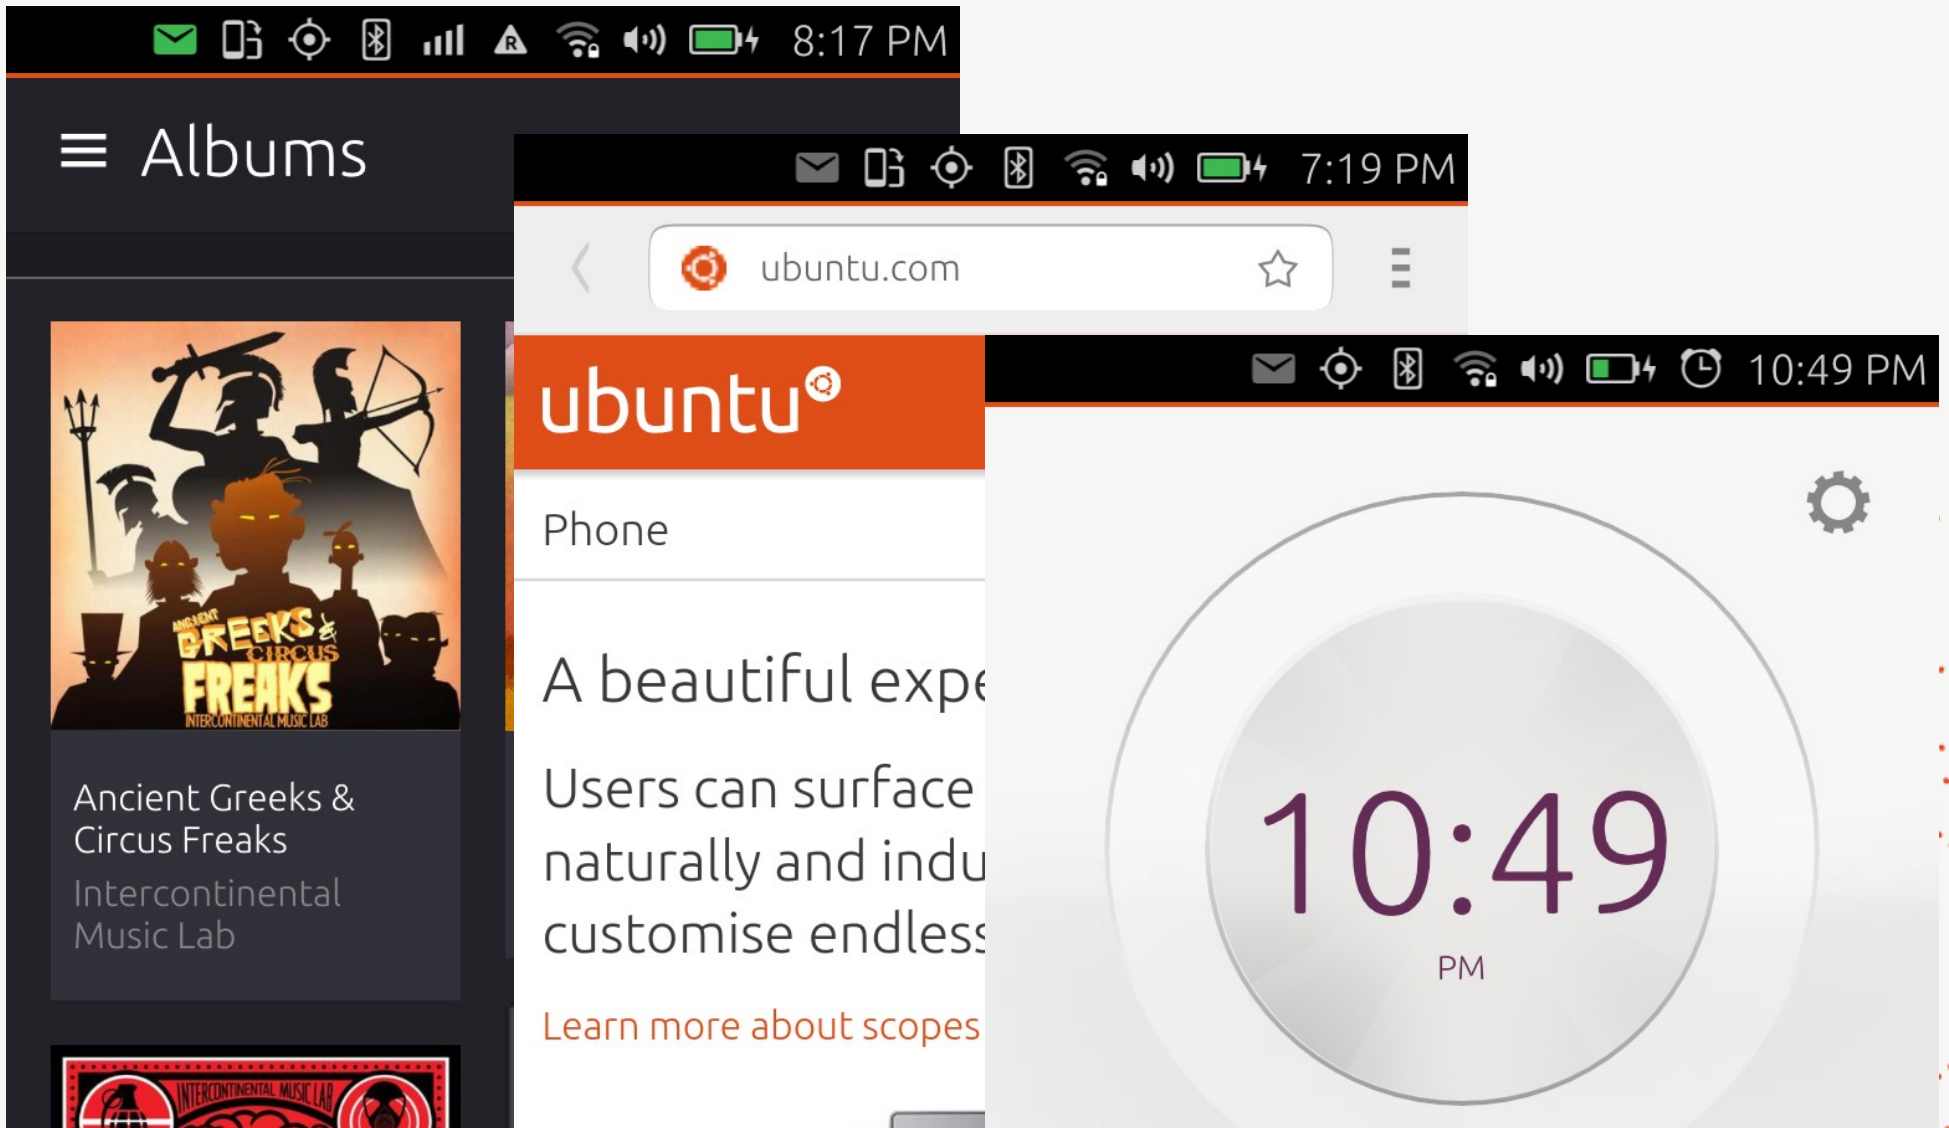 8:17 PM
Albums
ANCIENT
GREEKS &
CIRCUS
FREAKS
INTERCONTINENTAL MUSIC LAB
Ancient Greeks &
Circus Freaks
Intercontinental
Music Lab
INTERCONTINENTAL MUSIC LAB
7:19 PM
ubuntu.com
ubuntu
Phone
A beautiful expe
Users can surface
naturally and indu
customise endless
Learn more about scopes
R
10:49 PM
10:49
PM